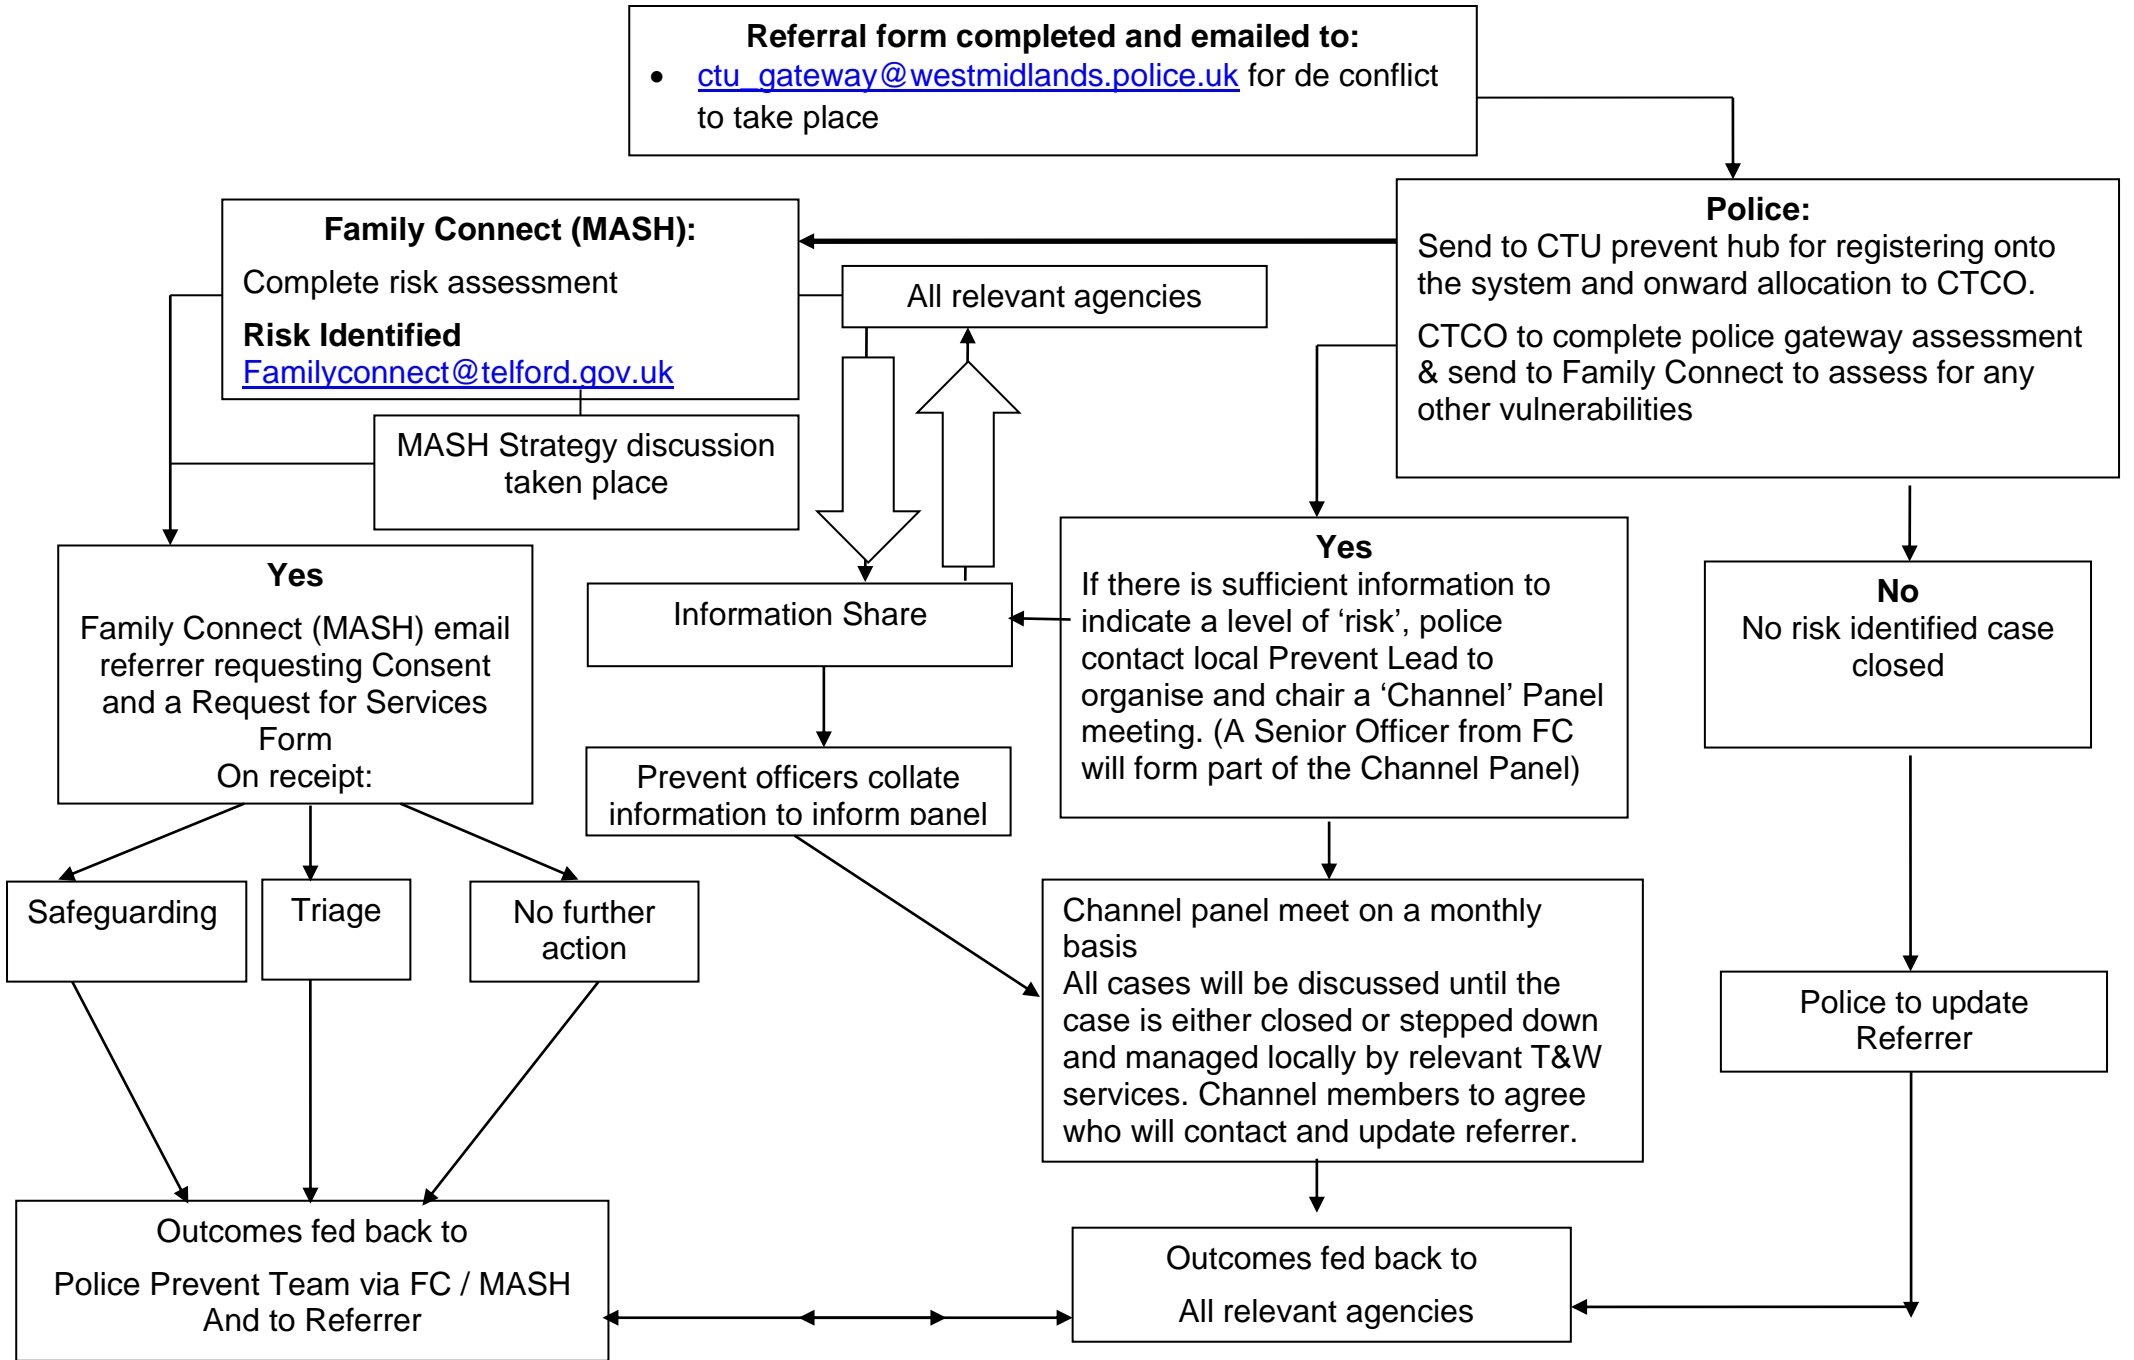 Referral form completed and emailed to:
• ctu_gateway@westmidlands.police.uk for de conflict
to take place
Family Connect (MASH):
Complete risk assessment
Risk Identified
Familyconnect@telford.gov.uk
All relevant agencies
Police:
Send to CTU prevent hub for registering onto
the system and onward allocation to CTCO.
CTCO to complete police gateway assessment
& send to Family Connect to assess for any
other vulnerabilities
MASH Strategy discussion
taken place
Yes
Family Connect (MASH) email
referrer requesting Consent
and a Request for Services
Form
On receipt:
Information Share
Yes
If there is sufficient information to
indicate a level of ‘risk’, police
contact local Prevent Lead to
organise and chair a ‘Channel’ Panel
meeting. (A Senior Officer from FC
will form part of the Channel Panel)
No
No risk identified case
closed
Prevent officers collate
information to inform panel
Safeguarding
Triage
No further
action
Channel panel meet on a monthly
basis
All cases will be discussed until the
case is either closed or stepped down
and managed locally by relevant T&W
services. Channel members to agree
who will contact and update referrer.
Police to update
Referrer
Outcomes fed back to
Police Prevent Team via FC / MASH
And to Referrer
Outcomes fed back to
All relevant agencies